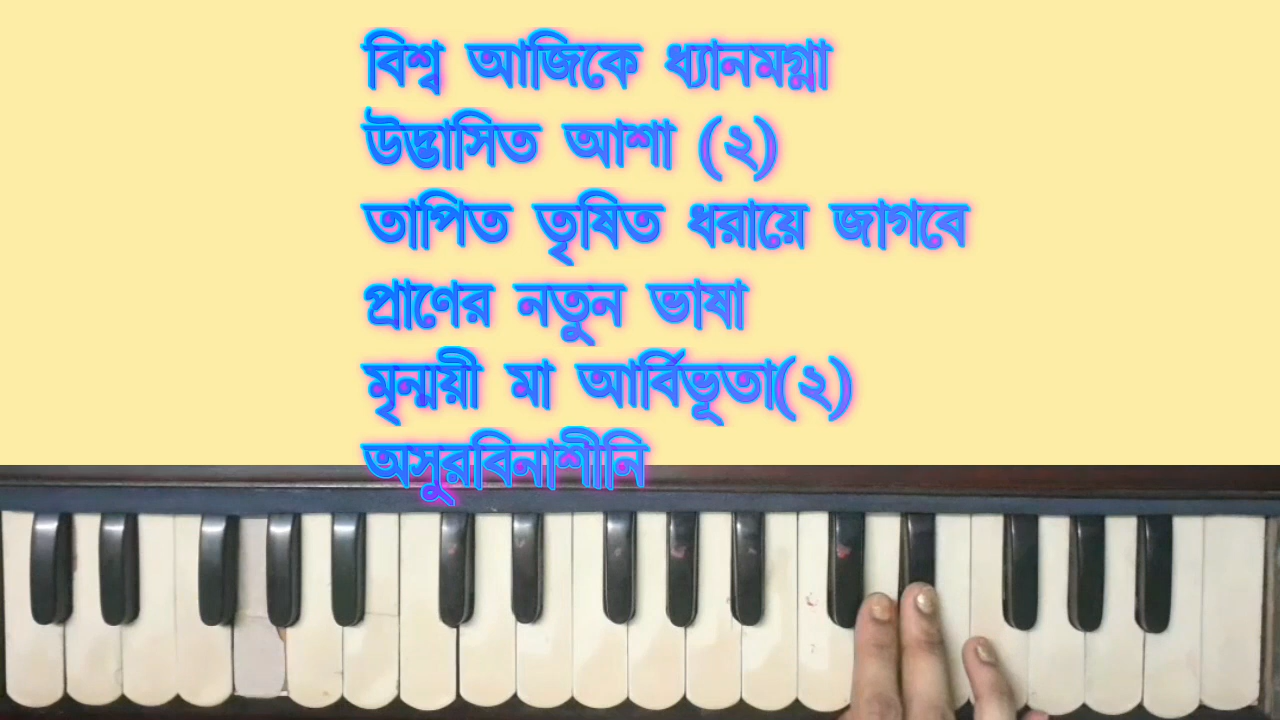 বিশ্ব আজিকে ধ্যানমগ্না
উদ্ভাসিত আশা (২)
তাপিত তৃষিত ধরায়ে জাগবে
প্রাণের নতুন ভাষা
মৃন্ময়ী মা আর্বিভূতা(২)
অসুরবিনাশীনি